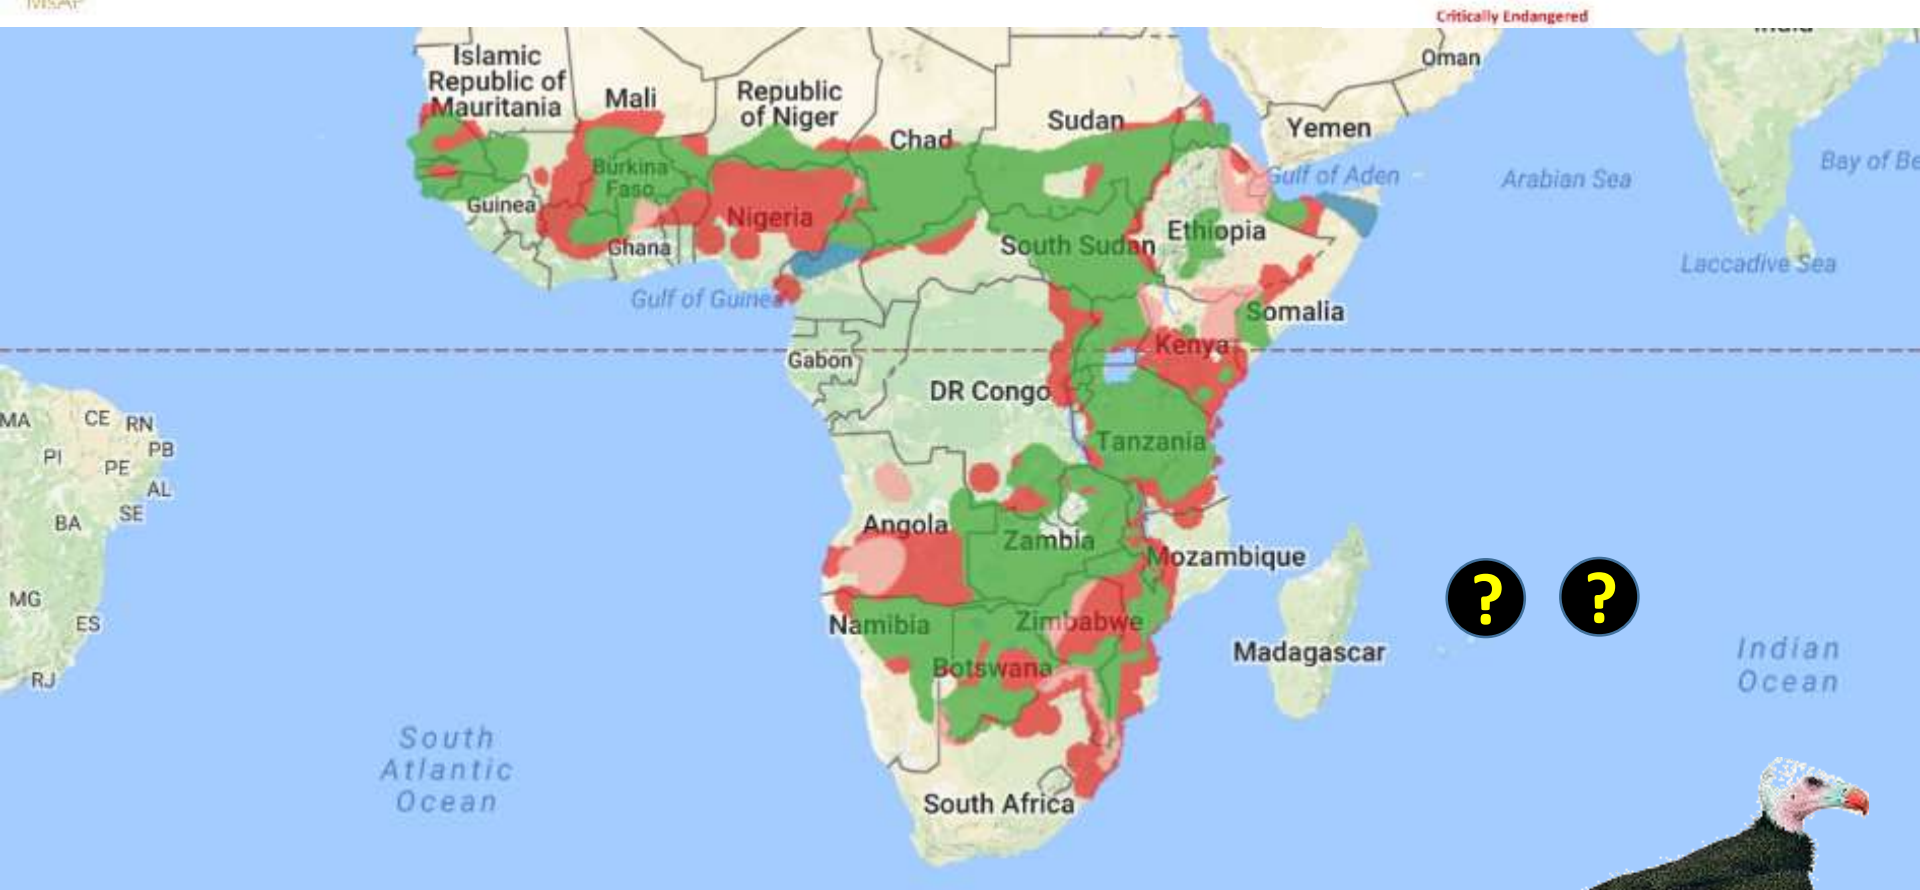 MsAP
Critically Endangered
India
Oman
Islamic
Republic of
Mauritania
Mali
Republic
of Niger
Chad
Sudan
Yemen
Gulf of Aden
Arabian Sea
Bay of Be
Burkina
Faso
Guinea
Nigeria
Ghana
South Sudan
Ethiopia
Laccadive Sea
Gulf of Guinea
Somalia
Kenya
Gabon
DR Congo
MA
CE
RN
PB
PI
PE
AL
SE
BA
Tanzania
Angola
Zambia
Mozambique
MG
ES
RJ
? ?
Namibia
Zimbabwe
Botswana
Madagascar
Indian
Ocean
South
Atlantic
Ocean
South Africa